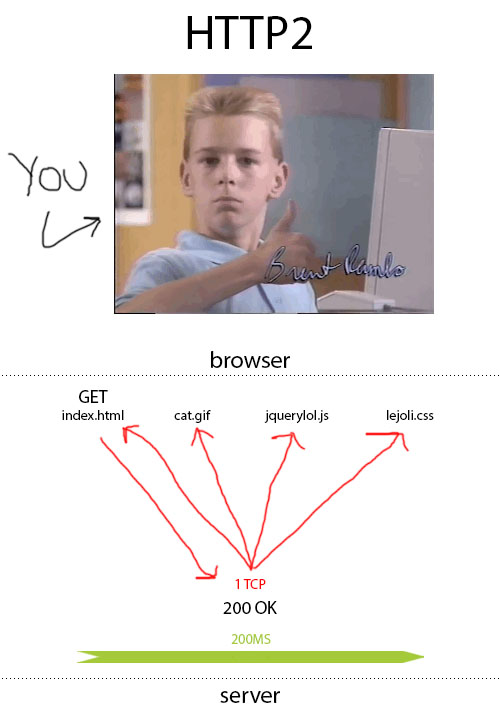 HTTP2
YOU
Brent Rambo
browser
GET
index.html cat.gif jquerylol.js lejoli.css
1 TCP
200 OK
200MS
server